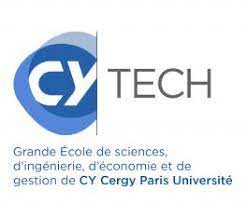 CY TECH
Grande École de sciences,
d'ingénierie, d'économie et de
gestion de CY Cergy Paris Université